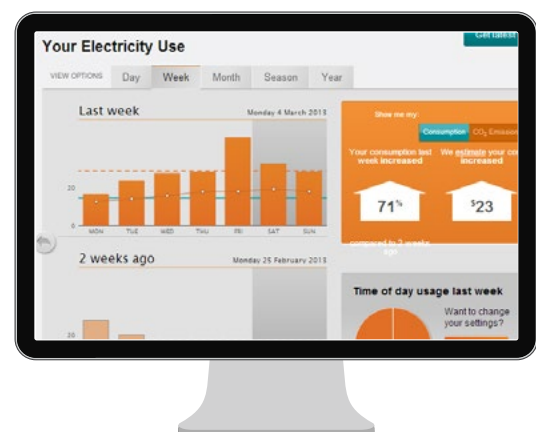 Get latest
Your Electricity Use
VIEW OPTIONS Day Week Month Season Year
Last week Monday 4 March 2013
20
0
MON TUE WED THU FRI SAT SUN
2 weeks ago Monday 25 February 2013
20
Show me my:
Consumption CO2 Emission
Your consumption last week increased
We estimate your co
increased
71%
$23
compared to 2 weeks
ago
Time of day usage last week
Want to change
your settings?